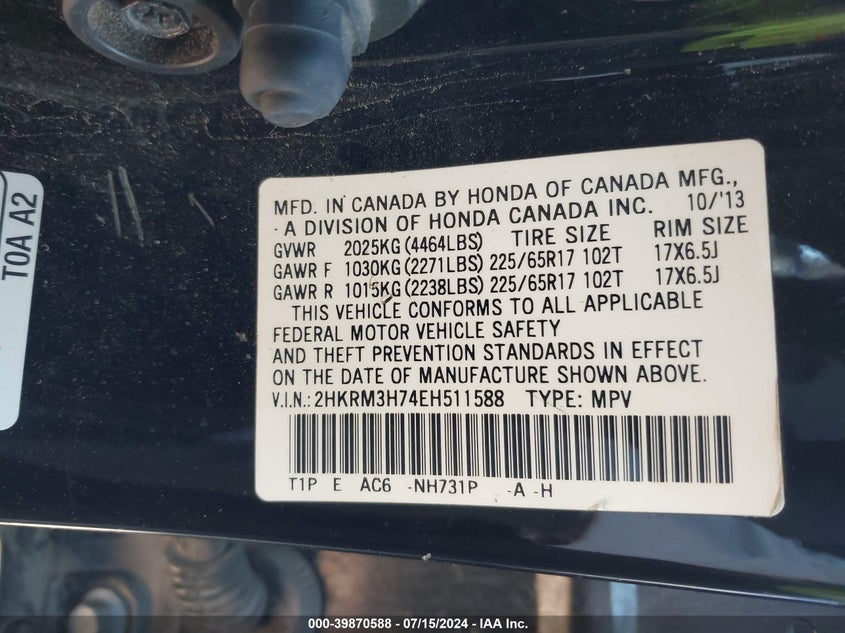 T0A A2
MFD. IN CANADA BY HONDA OF CANADA MFG.,
A DIVISION OF HONDA CANADA INC. 10/'13
GVWR 2025KG(4464LBS) TIRE SIZE RIM SIZE
GAWR F 1030KG(2271LBS) 225/65R17 102T 17X6.5J
GAWR R 1015KG(2238LBS) 225/65R17 102T 17X6.5J
THIS VEHICLE CONFORMS TO ALL APPLICABLE
FEDERAL MOTOR VEHICLE SAFETY
AND THEFT PREVENTION STANDARDS IN EFFECT
ON THE DATE OF MANUFACTURE SHOWN ABOVE.
V.I.N.:2HKRM3H74EH511588 TYPE: MPV
T1P E AC6 -NH731P -A -H
000-39870588 - 07/15/2024 - IAA Inc.